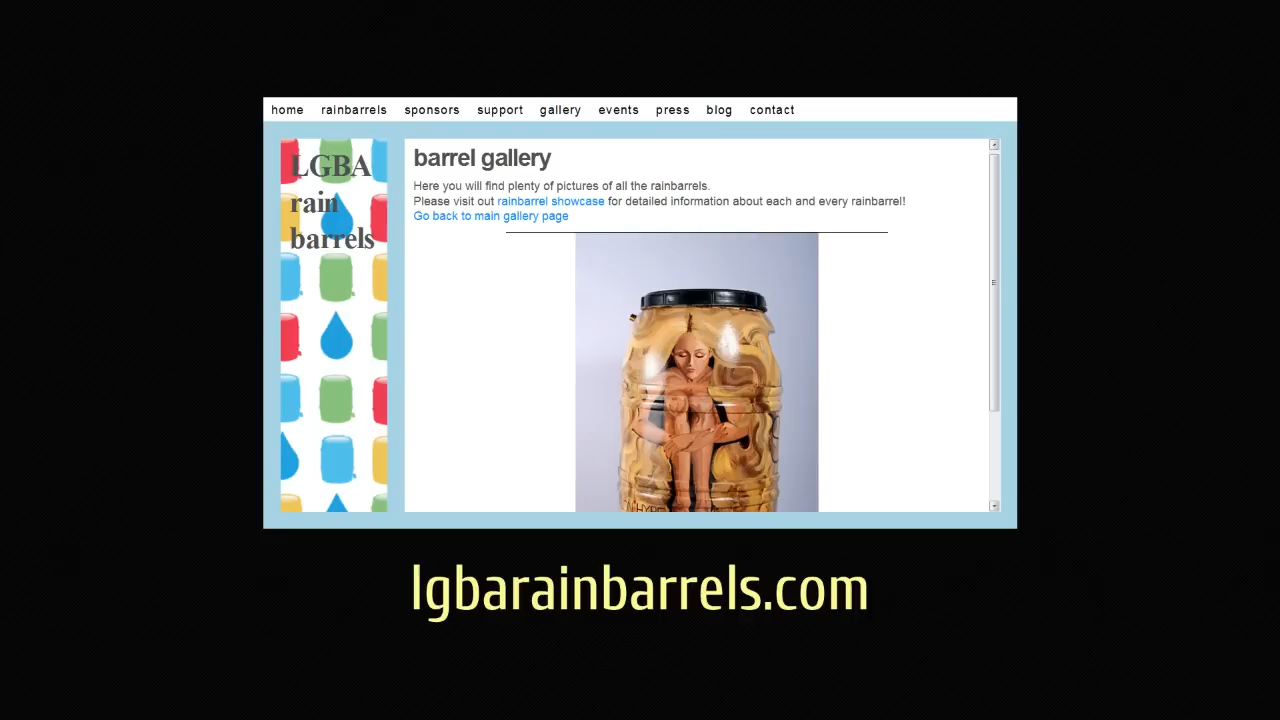 home rainbarrels sponsors support gallery events press blog contact
LGBA
rain
barrels
barrel gallery
Here you will find plenty of pictures of all the rainbarrels.
Please visit out rainbarrel showcase for detailed information about each and every rainbarrel!
Go back to main gallery page
lgbarainbarrels.com